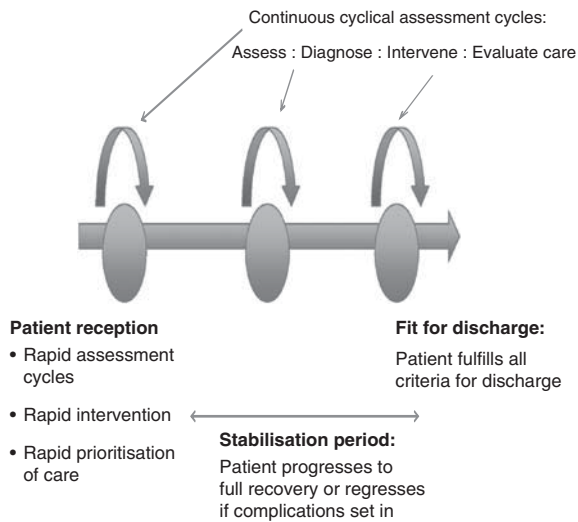 Continuous cyclical assessment cycles:
Assess : Diagnose : Intervene : Evaluate care
Patient reception
• Rapid assessment
cycles
• Rapid intervention
• Rapid prioritisation
of care
Stabilisation period:
Patient progresses to
full recovery or regresses
if complications set in
Fit for discharge:
Patient fulfills all
criteria for discharge